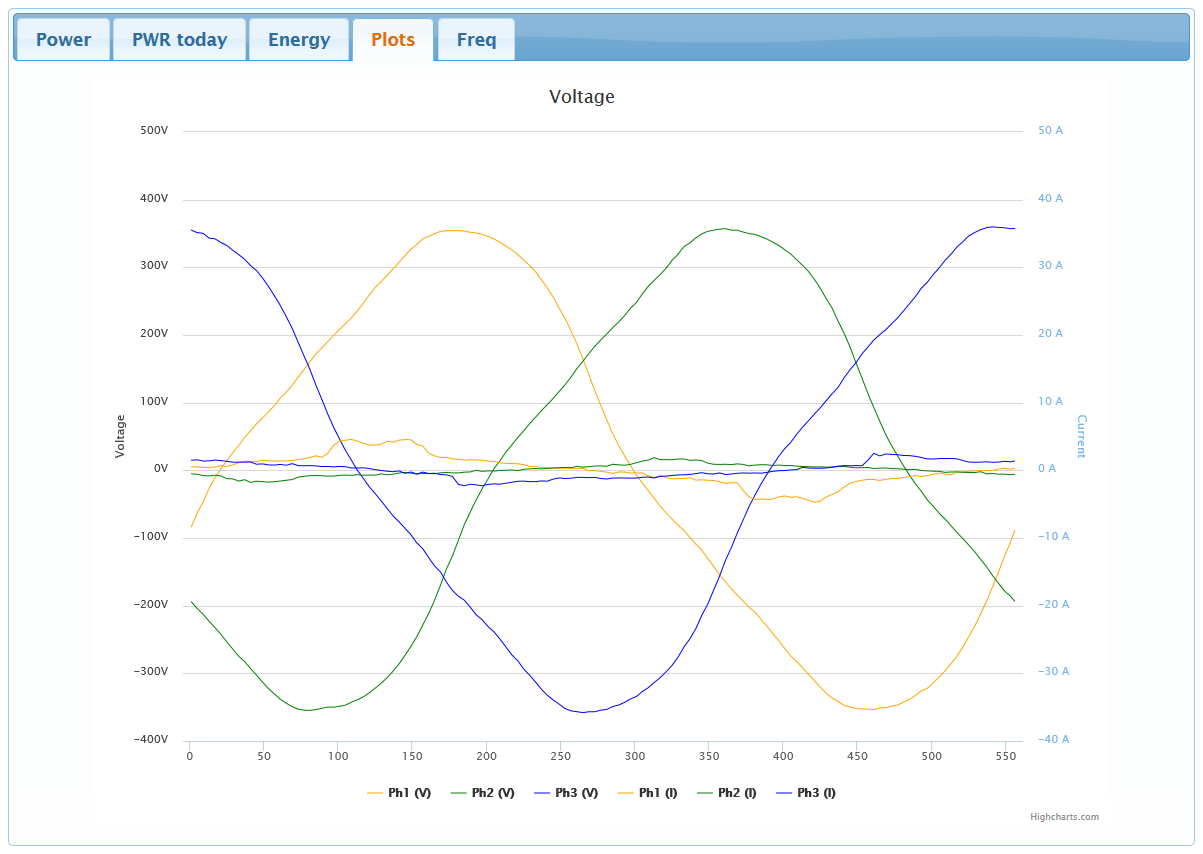 Power PWR today Energy Plots Freq
Voltage
500V 50 A
400V 40 A
300V 30 A
200V 20 A
100V 10 A
Voltage
Current
0V 0 A
-100V -10 A
-200V -20 A
-300V -30 A
-400V -40 A
0 50 100 150 200 250 300 350 400 450 500 550
Ph1 (V) Ph2 (V) Ph3 (V) Ph1 (I) Ph2 (I) Ph3 (I)
Highcharts.com